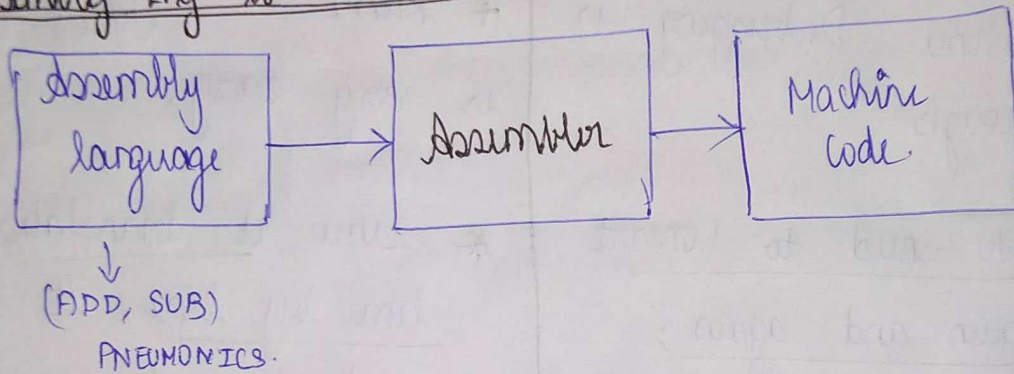 Assembly
language
Assembler
Machine
Code.
(ADD, SUB)
PNEUMONICS.